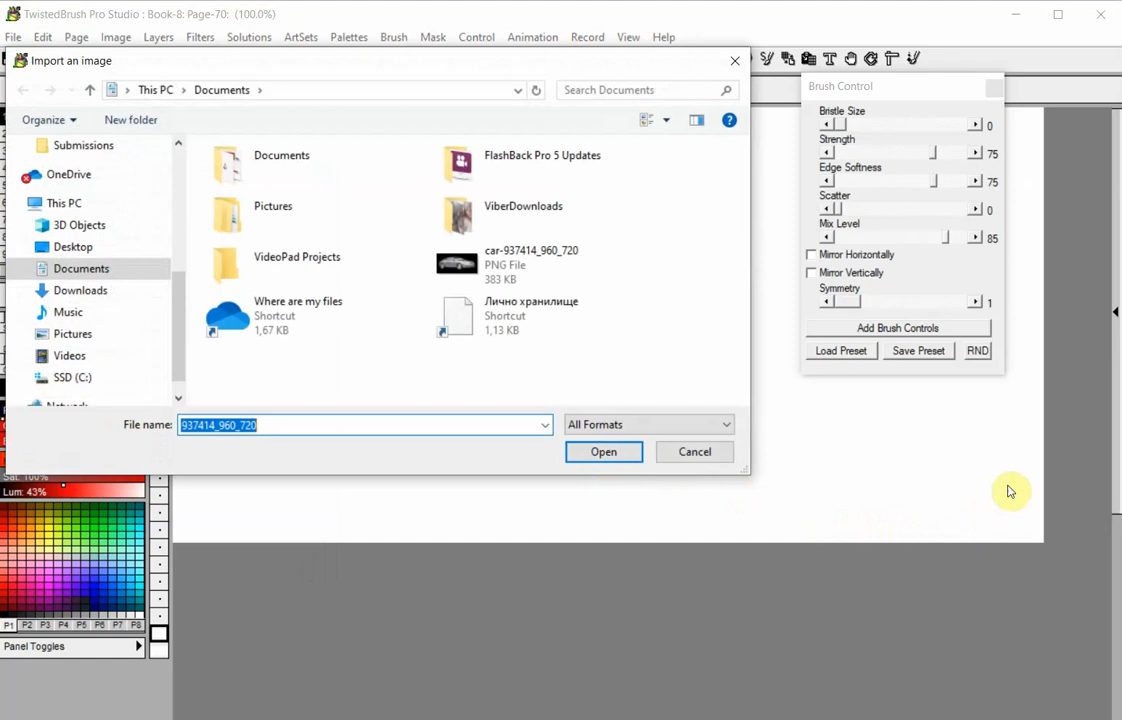 TwistedBrush Pro Studio : Book-8: Page-70: (100.0%)
File Edit Page Image Layers Filters Solutions ArtSets Palettes Brush Mask Control Animation Record View Help
Import an image
This PC > Documents >
Search Documents
Organize
New folder
Submissions
OneDrive
This PC
3D Objects
Desktop
Documents
Downloads
Music
Pictures
Videos
SSD (C:)
Documents
FlashBack Pro 5 Updates
Pictures
ViberDownloads
VideoPad Projects
car-937414_960_720
PNG File
383 KB
Where are my files
Shortcut
1,67 KB
Лично хранилище
Shortcut
1,13 KB
File name: 937414_960_720
All Formats
Open
Cancel
Brush Control
Bristle Size
0
Strength
75
Edge Softness
75
Scatter
0
Mix Level
85
Mirror Horizontally
Mirror Vertically
Symmetry
1
Add Brush Controls
Load Preset
Save Preset
RND
Sat: 100%
Lum: 43%
P1 P2 P3 P4 P5 P6 P7 P8
Panel Toggles